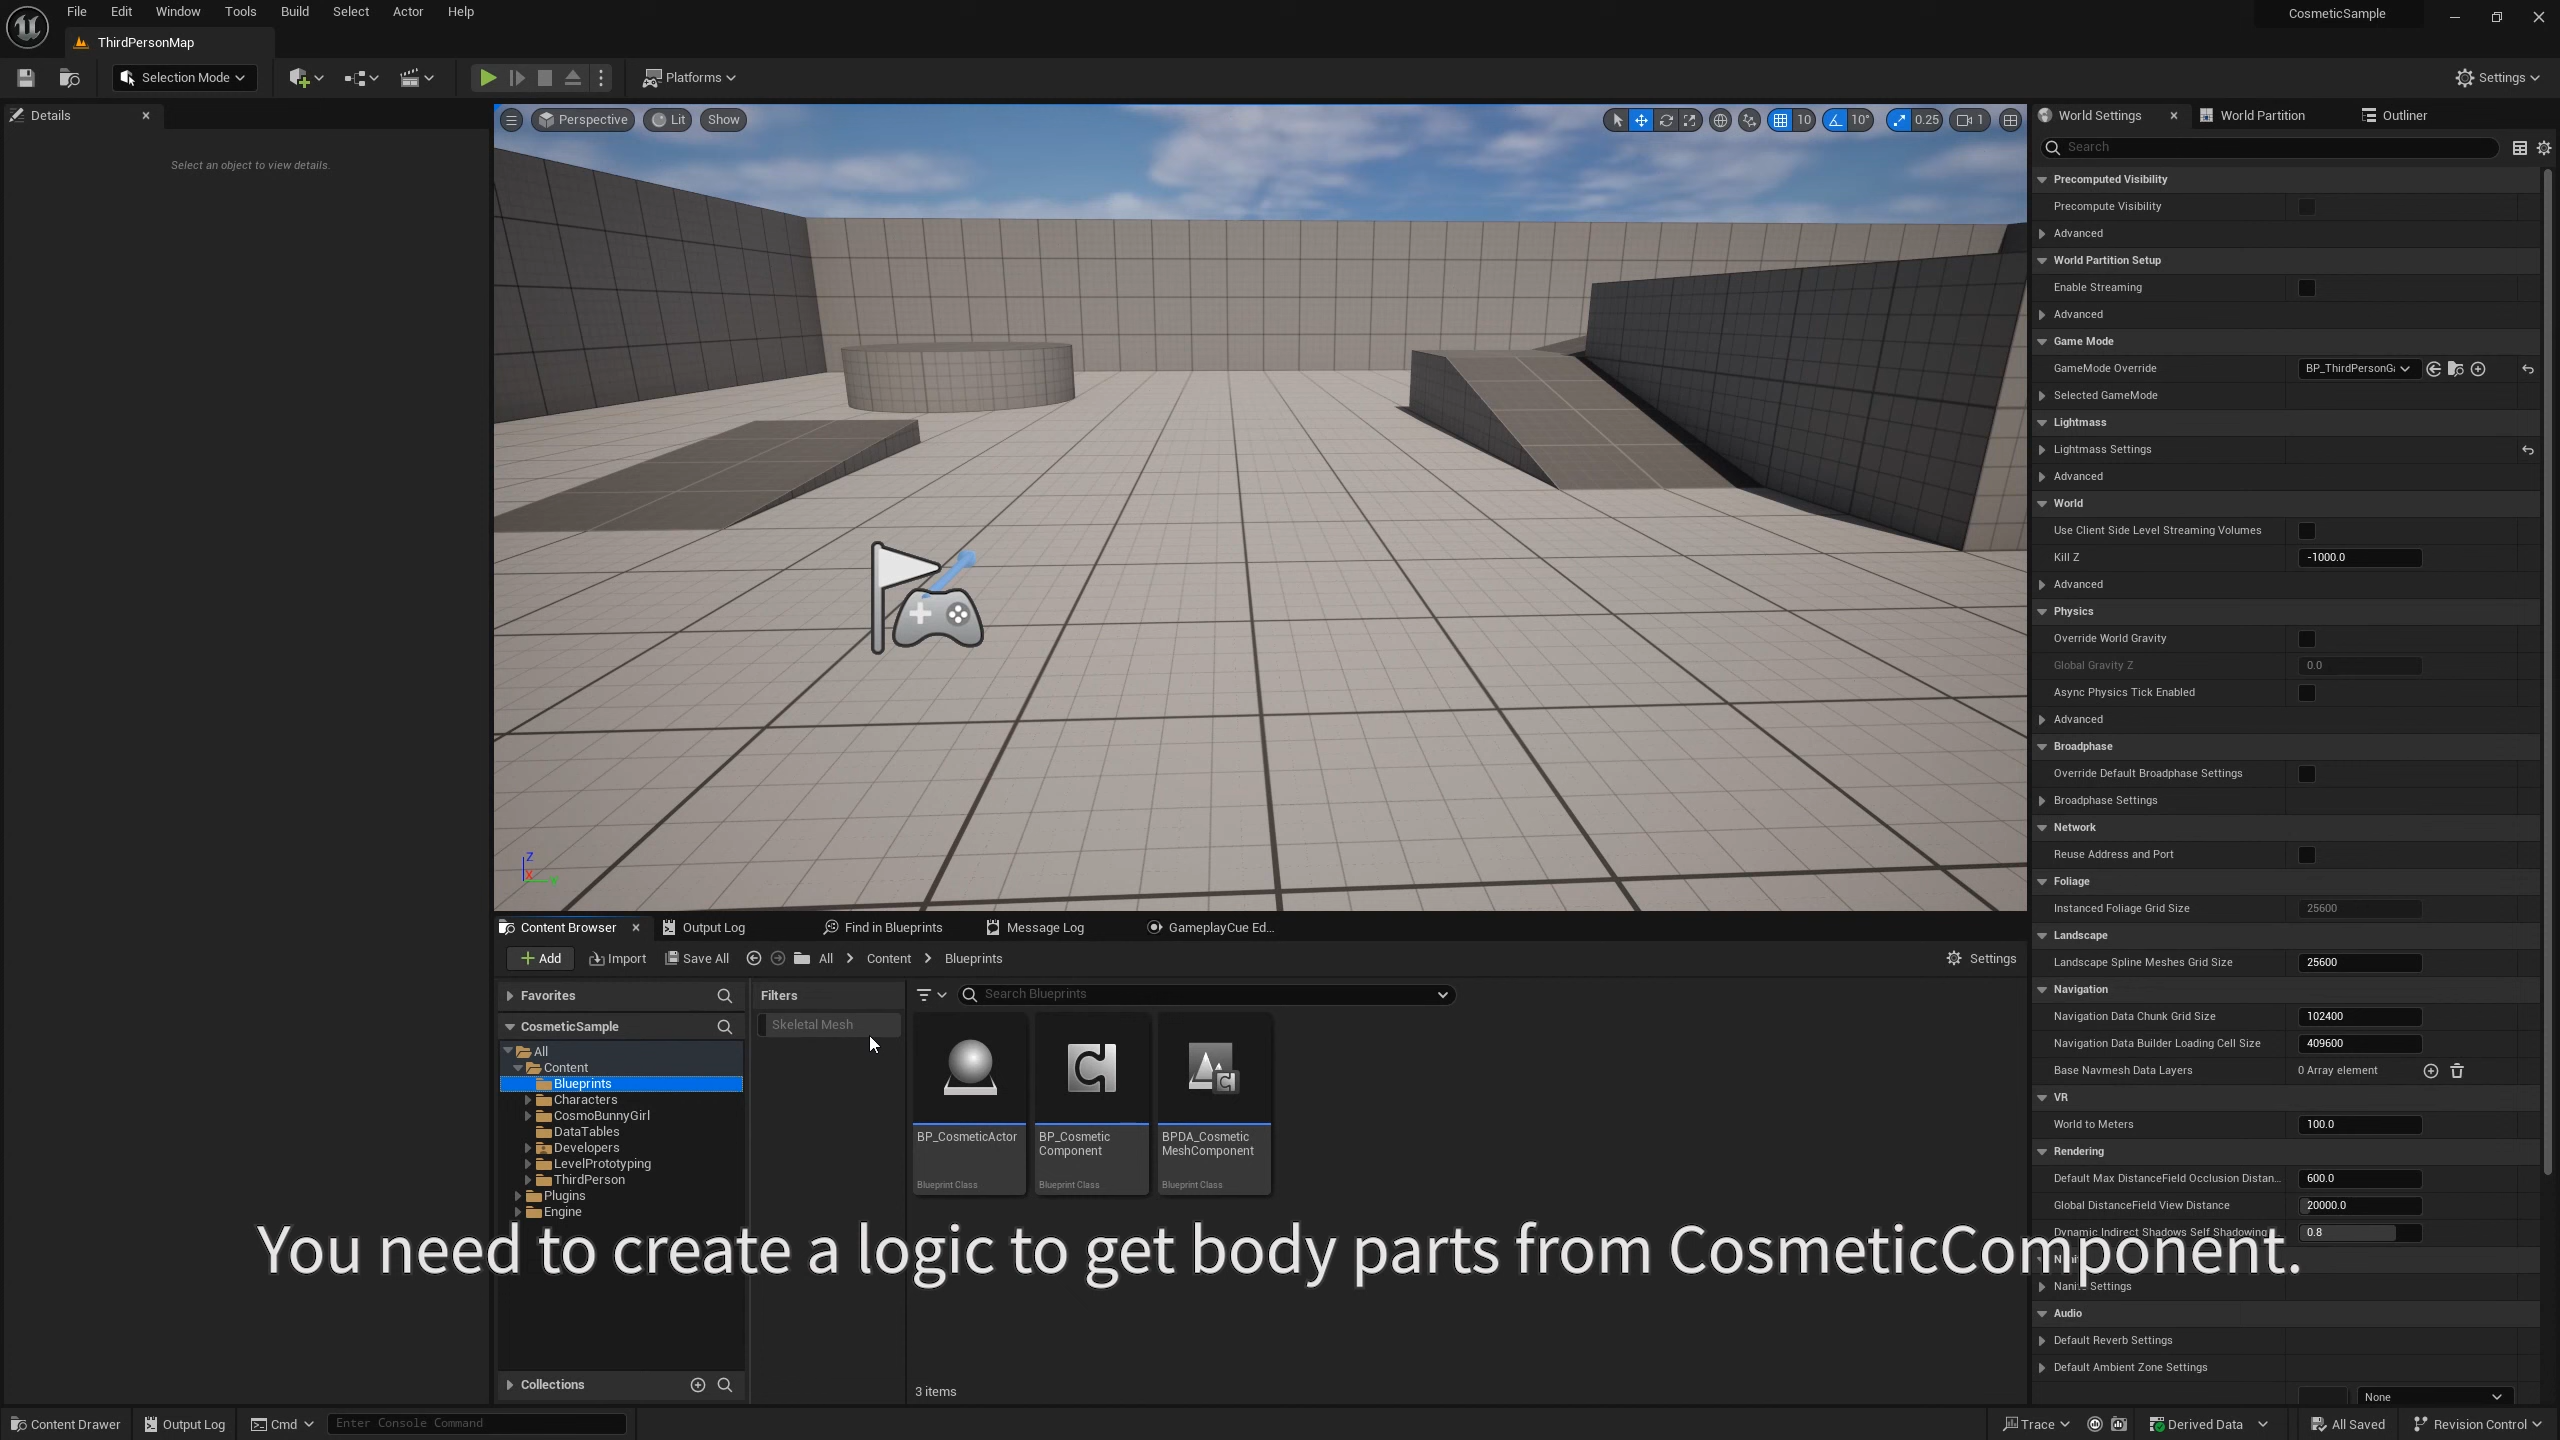 File Edit Window Tools Build Select Actor Help
CosmeticSample
ThirdPersonMap
Selection Mode
Platforms
Settings
Details
Select an object to view details.
Perspective
Lit
Show
10
10°
0.25
1
Z
X
Y
World Settings
World Partition
Outliner
Search
Precomputed Visibility
Precompute Visibility
Advanced
World Partition Setup
Enable Streaming
Advanced
Game Mode
GameMode Override BP_ThirdPersonGa
Selected GameMode
Lightmass
Lightmass Settings
Advanced
World
Use Client Side Level Streaming Volumes
Kill Z -1000.0
Advanced
Physics
Override World Gravity
Global Gravity Z 0.0
Async Physics Tick Enabled
Advanced
Broadphase
Override Default Broadphase Settings
Broadphase Settings
Network
Reuse Address and Port
Foliage
Instanced Foliage Grid Size 25600
Landscape
Landscape Spline Meshes Grid Size 25600
Navigation
Navigation Data Chunk Grid Size 102400
Navigation Data Builder Loading Cell Size 409600
Base Navmesh Data Layers 0 Array element
VR
World to Meters 100.0
Rendering
Default Max DistanceField Occlusion Distan... 600.0
Global DistanceField View Distance 20000.0
Dynamic Indirect Shadows Self Shadowing 0.8
Nanite Settings
Audio
Default Reverb Settings
Default Ambient Zone Settings
None
Content Browser
Output Log
Find in Blueprints
Message Log
GameplayCue Ed...
Add
Import
Save All
All > Content > Blueprints
Settings
Favorites
Filters
Search Blueprints
CosmeticSample
Skeletal Mesh
All
Content
Blueprints
Characters
CosmoBunnyGirl
DataTables
Developers
LevelPrototyping
ThirdPerson
Plugins
Engine
BP_CosmeticActor
Blueprint Class
BP_Cosmetic
Component
Blueprint Class
BPDA_Cosmetic
MeshComponent
Blueprint Class
You need to create a logic to get body parts from CosmeticComponent.
Collections
3 items
Content Drawer
Output Log
Cmd
Enter Console Command
Trace
Derived Data
All Saved
Revision Control